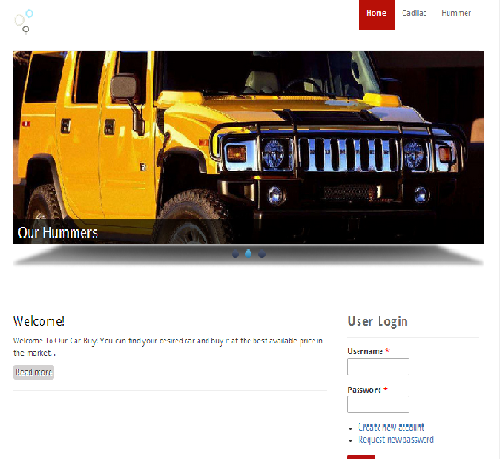 Home Cadillac Hummer
Our Hummers
Welcome!
User Login
Welcome To Our Car Buy. You can find your desired car and buy it at the best available price in
the market...
Read more
Username *
Password *
Create new account
Request new password